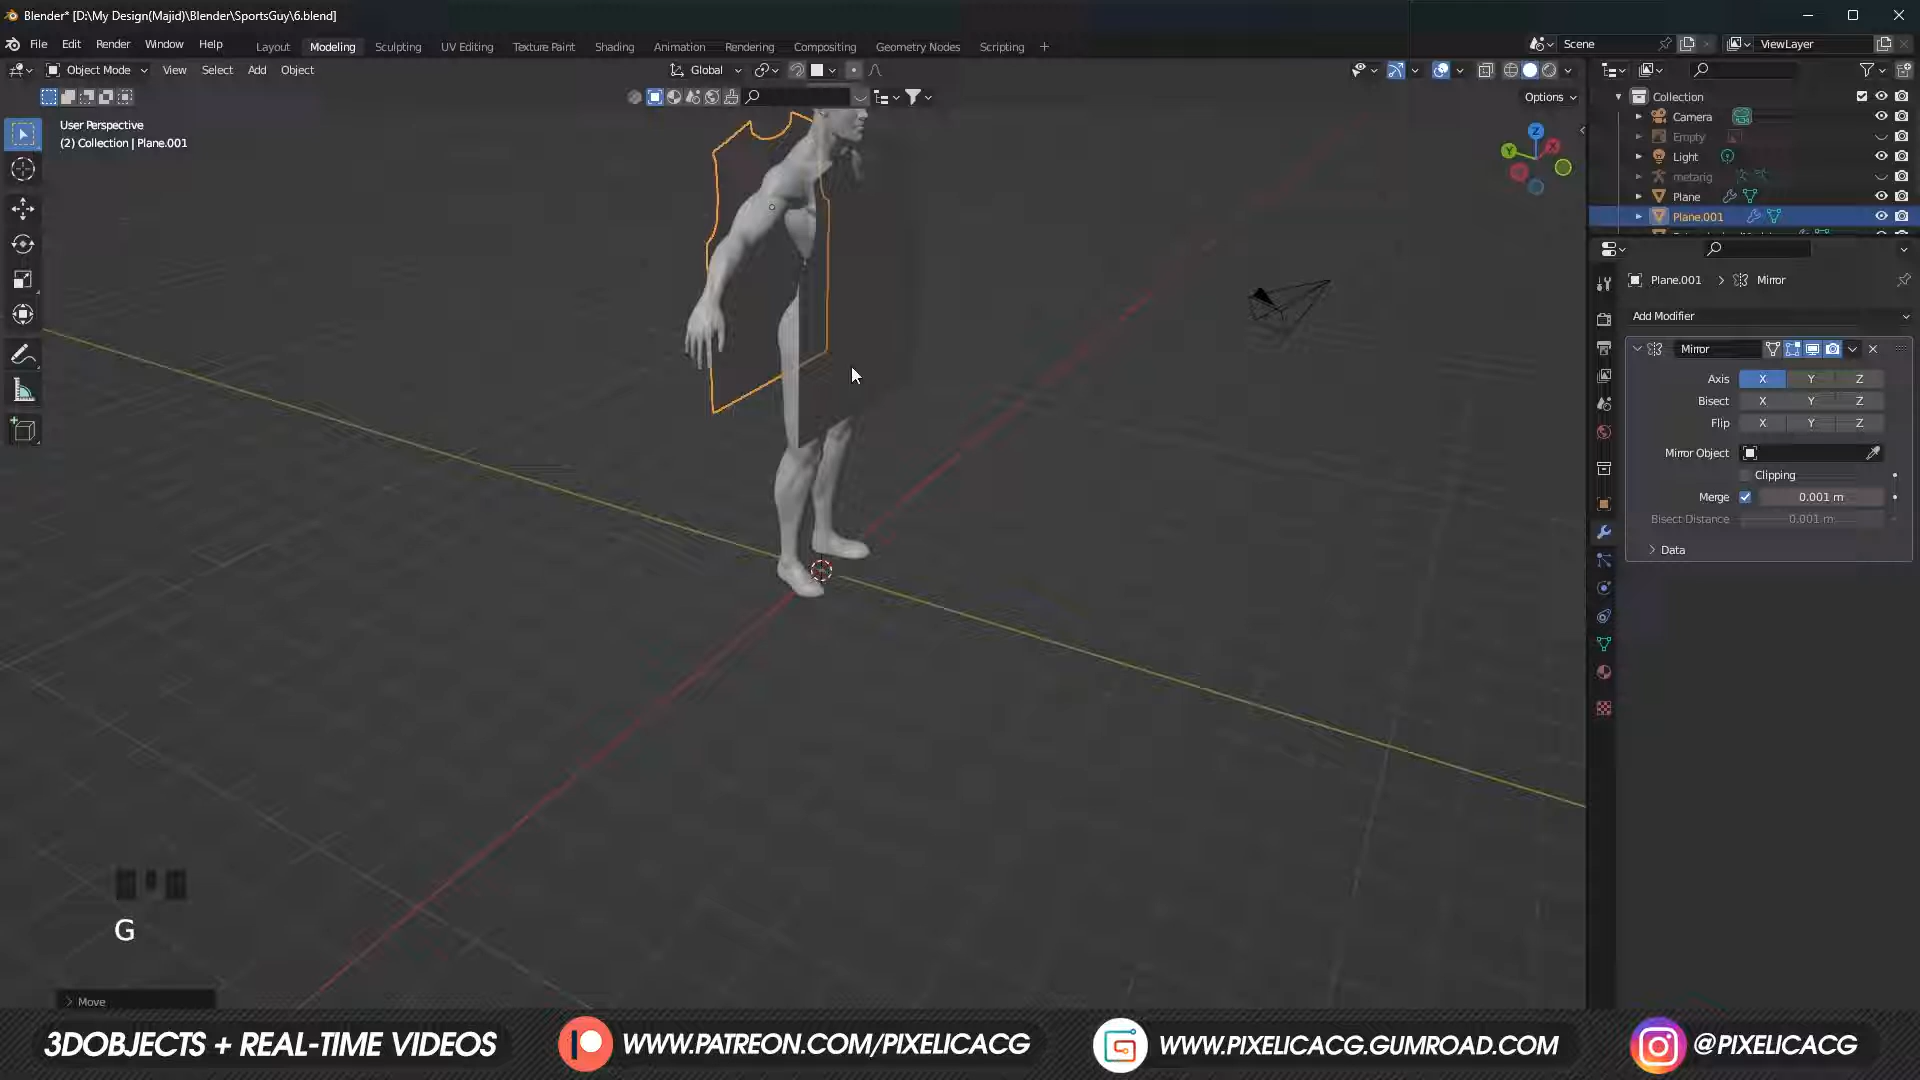 Blender* [D:\My Design(Majid)\Blender\SportsGuy\6.blend]
File Edit Render Window Help
Layout Modeling Sculpting UV Editing Texture Paint Shading Animation Rendering Compositing Geometry Nodes Scripting +
Scene
ViewLayer
Object Mode View Select Add Object
Global
Options
User Perspective
(2) Collection | Plane.001
Z
Y
X
Collection
Camera
Empty
Light
metarig
Plane
Plane.001
Plane.001 > Mirror
Add Modifier
Mirror
Axis X Y Z
Bisect X Y Z
Flip X Y Z
Mirror Object
Clipping
Merge 0.001 m
Bisect Distance 0.001 m
Data
G
Move
3DOBJECTS + REAL-TIME VIDEOS
WWW.PATREON.COM/PIXELICACG
WWW.PIXELICACG.GUMROAD.COM
@PIXELICACG